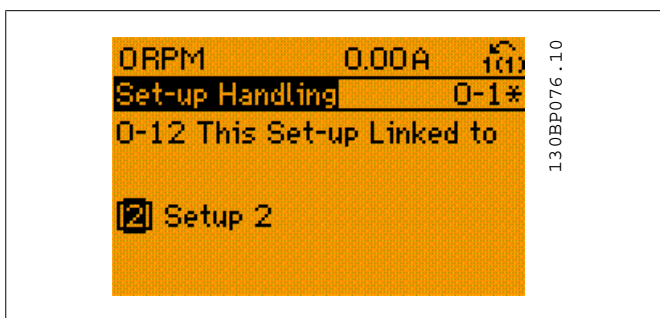 0RPM 0.00A 1(1)
Set-up Handling 0-1*
0-12 This Set-up Linked to
[2] Setup 2
130BP076.10